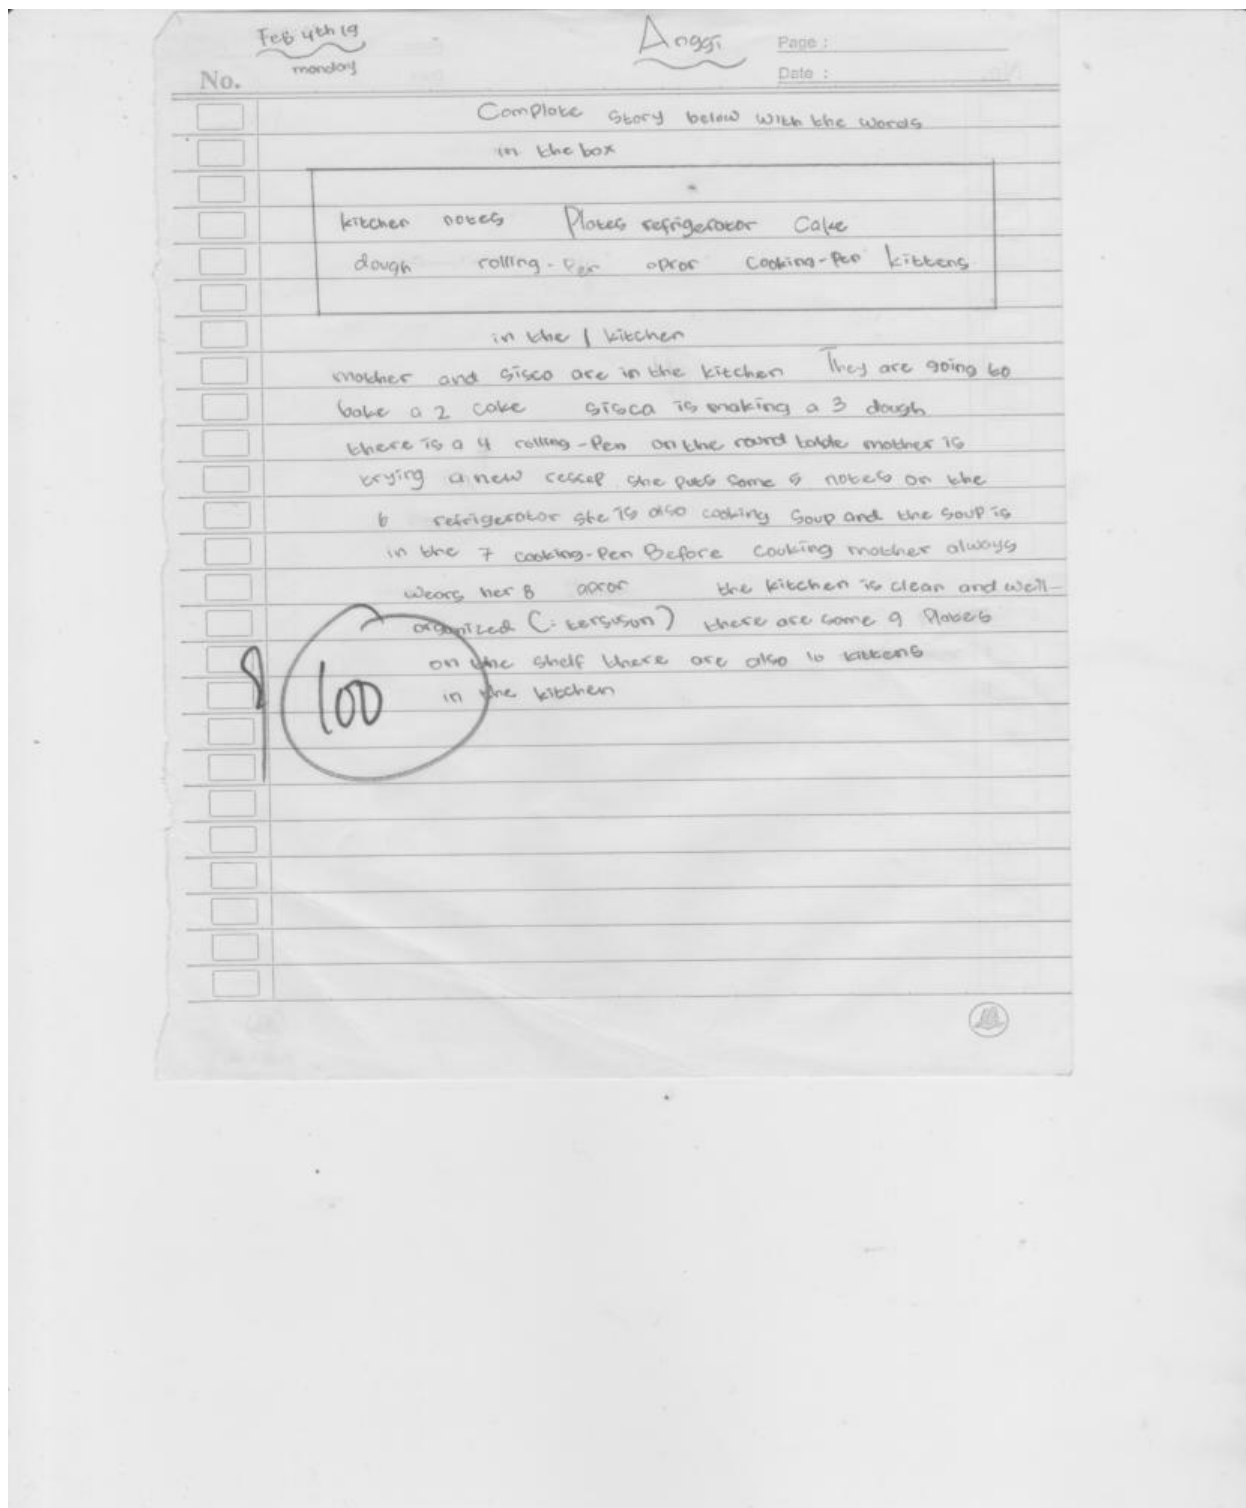 Feb 4th 19
monday
Anggi
Page :
Date :
No.
Complate story below with the words
in the box
kitchen notes Plates refrigerator Cake
dough rolling-Pen apror cooking-Pen kittens
in the 1 kitchen
mother and sisca are in the kitchen They are going to
bake a 2 cake sisca is making a 3 dough
there is a 4 rolling-Pen on the round table mother is
trying a new she puts some 5 notes on the
6 refrigerator she is also cooking Soup and the soup is
in the 7 cooking-Pen Before cooking mother always
wears her 8 apror the kitchen is clean and well-
organized (: tersusun) there are some 9 Plates
on the shelf there are also 10 kittens
in the kitchen
100